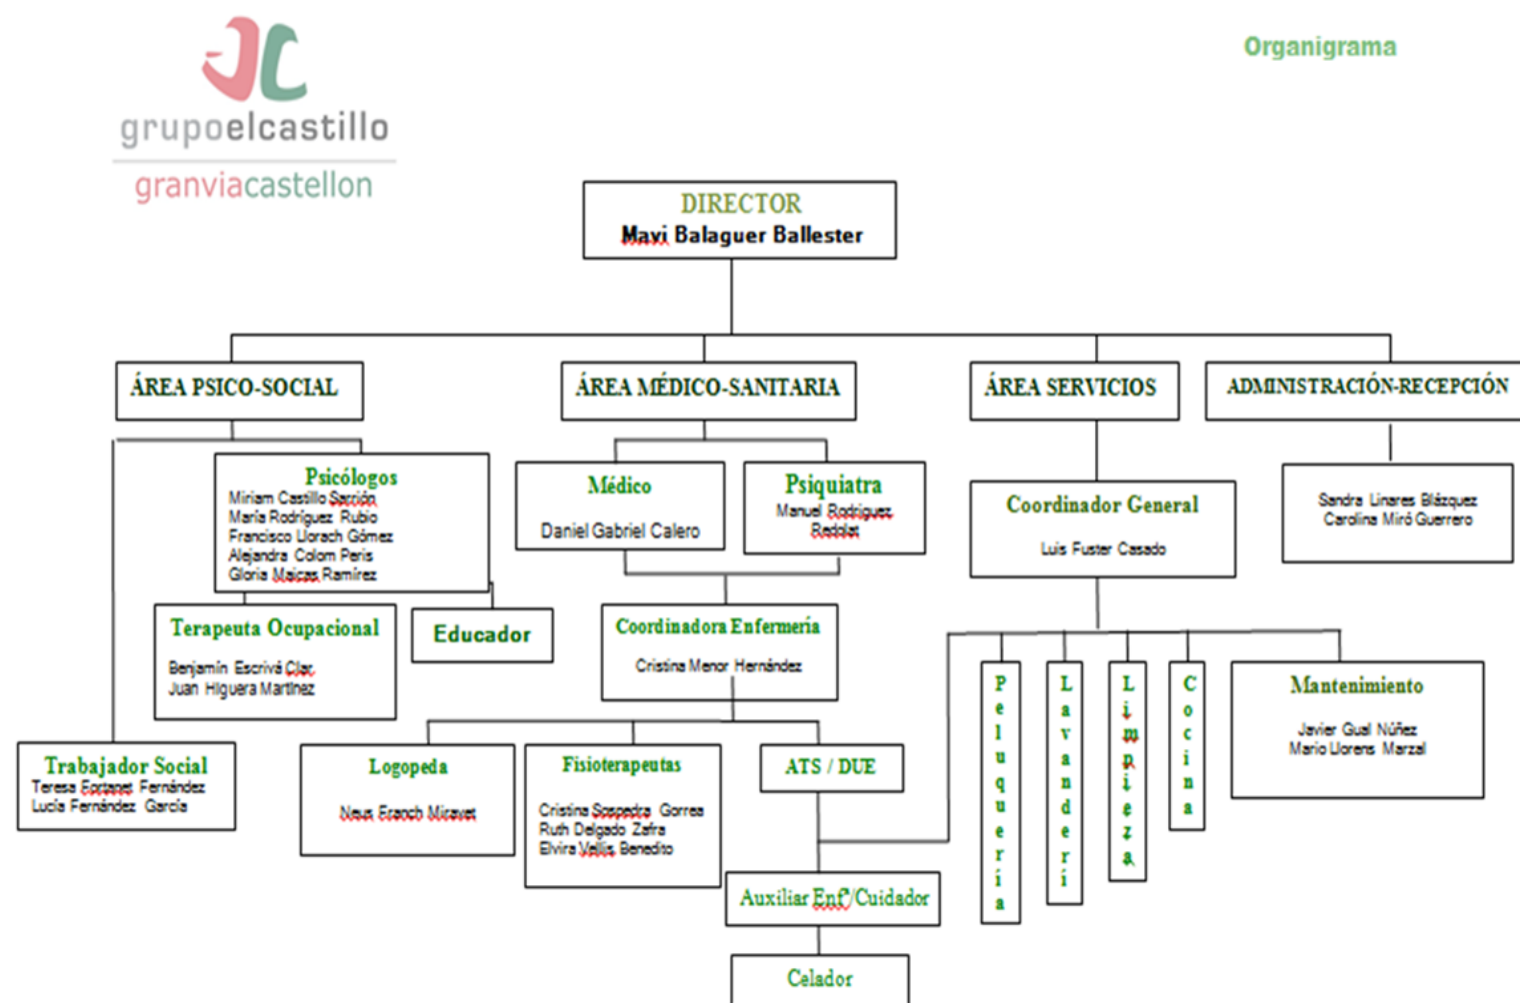 Organigrama
grupoelcastillo
granviacastellon
DIRECTOR
Mavi Balaguer Ballester
ÁREA PSICO-SOCIAL
ÁREA MÉDICO-SANITARIA
ÁREA SERVICIOS
ADMINISTRACIÓN-RECEPCIÓN
Psicólogos
Miriam Castillo Sarrión
María Rodríguez Rubio
Francisco Llorach Gómez
Alejandra Colom Peris
Gloria Maicas Ramírez
Médico
Daniel Gabriel Calero
Psiquiatra
Manuel Rodriguez
Redolat
Coordinador General
Luis Fuster Casado
Sandra Linares Blázquez
Carolina Miró Guerrero
Terapeuta Ocupacional
Benjamín Escrivá Clar.
Juan Higuera Martínez
Educador
Coordinadora Enfermería
Cristina Menor Hernández
Trabajador Social
Teresa Fortanet Fernández
Lucía Fernández García
Logopeda
Neus Franch Miravet
Fisioterapeutas
Cristina Sospedra Gorrea
Ruth Delgado Zafra
Elvira Vellis Benedito
ATS / DUE
Peluquería
Lavanderí
Limpieza
Cocina
Mantenimiento
Javier Gual Núñez
Mario Llorens Marzal
Auxiliar Enfª/Cuidador
Celador